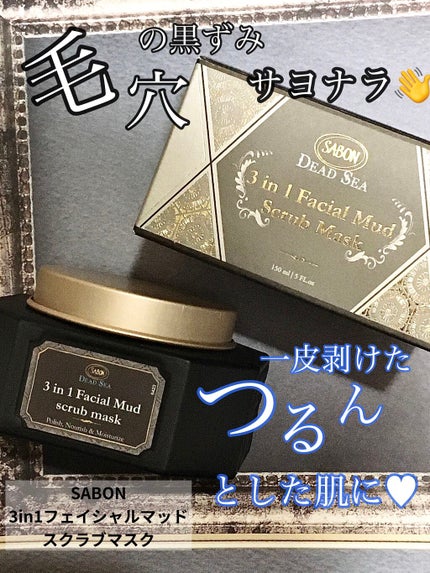 毛穴の黒ずみ
サヨナラ👋
SABON
DEAD SEA
3 in 1 Facial Mud
Scrub Mask
150 ml | 5 FL.oz
SABON
DEAD SEA
3 in 1 Facial Mud
scrub mask
Polish, Nourish & Moisturize
一皮剥けた
つるん
とした肌に♥
SABON
3in1フェイシャルマッド
スクラブマスク